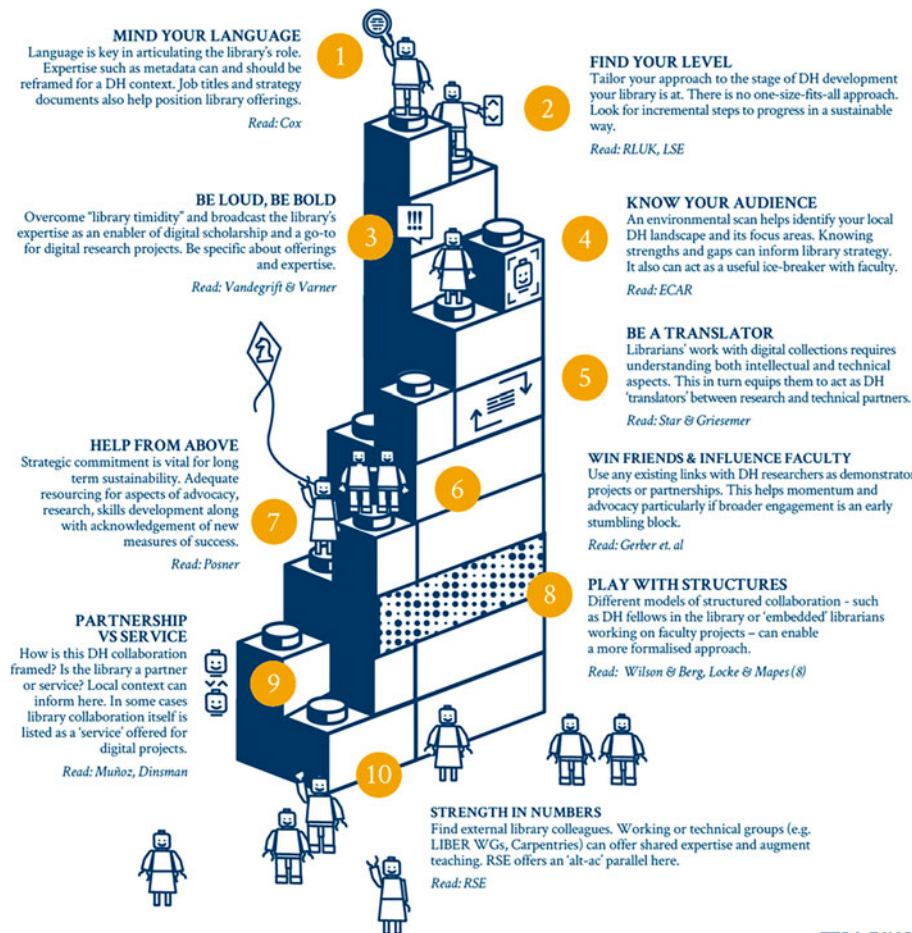 MIND YOUR LANGUAGE
Language is key in articulating the library's role.
Expertise such as metadata can and should be
reframed for a DH context. Job titles and strategy
documents also help position library offerings.
Read: Cox
1
FIND YOUR LEVEL
Tailor your approach to the stage of DH development
your library is at. There is no one-size-fits-all approach.
Look for incremental steps to progress in a sustainable
way.
Read: RLUK, LSE
2
BE LOUD, BE BOLD
Overcome "library timidity" and broadcast the library's
expertise as an enabler of digital scholarship and a go-to
for digital research projects. Be specific about offerings
and expertise.
Read: Vandegrift & Varner
3
!!!
KNOW YOUR AUDIENCE
An environmental scan helps identify your local
DH landscape and its focus areas. Knowing
strengths and gaps can inform library strategy.
It also can act as a useful ice-breaker with faculty.
Read: ECAR
4
BE A TRANSLATOR
Librarians' work with digital collections requires
understanding both intellectual and technical
aspects. This in turn equips them to act as DH
'translators' between research and technical partners.
Read: Star & Griesemer
5
WIN FRIENDS & INFLUENCE FACULTY
Use any existing links with DH researchers as demonstrator
projects or partnerships. This helps momentum and
advocacy particularly if broader engagement is an early
stumbling block.
Read: Gerber et. al
6
HELP FROM ABOVE
Strategic commitment is vital for long
term sustainability. Adequate
resourcing for aspects of advocacy,
research, skills development along
with acknowledgement of new
measures of success.
Read: Posner
7
PLAY WITH STRUCTURES
Different models of structured collaboration - such
as DH fellows in the library or 'embedded' librarians
working on faculty projects – can enable
a more formalised approach.
Read: Wilson & Berg, Locke & Mapes(8)
8
PARTNERSHIP
VS SERVICE
How is this DH collaboration
framed? Is the library a partner
or service? Local context can
inform here. In some cases
library collaboration itself is
listed as a 'service' offered for
digital projects.
Read: Muñoz, Dinsman
9
10
STRENGTH IN NUMBERS
Find external library colleagues. Working or technical groups (e.g.
LIBER WGs, Carpentries) can offer shared expertise and augment
teaching. RSE offers an 'alt-ac' parallel here.
Read: RSE